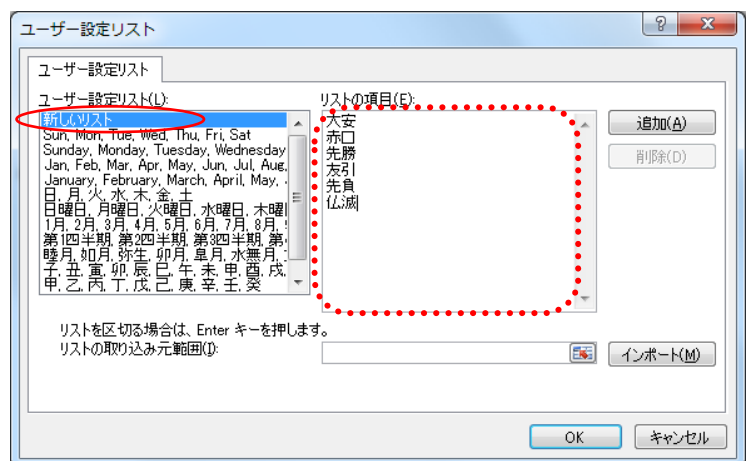 ユーザー設定リスト
ユーザー設定リスト
ユーザー設定リスト(L):
新しいリスト
Sun, Mon, Tue, Wed, Thu, Fri, Sat
Sunday, Monday, Tuesday, Wednesday
Jan, Feb, Mar, Apr, May, Jun, Jul, Aug,
January, February, March, April, May,
日, 月, 火, 水, 木, 金, 土
日曜日, 月曜日, 火曜日, 水曜日, 木曜
1月, 2月, 3月, 4月, 5月, 6月, 7月, 8月,
第1四半期, 第2四半期, 第3四半期, 第
睦月, 如月, 弥生, 卯月, 皐月, 水無月,
子, 丑, 寅, 卯, 辰, 巳, 午, 未, 申, 酉, 戌,
甲, 乙, 丙, 丁, 戊, 己, 庚, 辛, 壬, 癸
リストの項目(E):
大安
赤口
先勝
友引
先負
仏滅
追加(A)
削除(D)
リストを区切る場合は、Enter キーを押します。
リストの取り込み元範囲(I):
インポート(M)
OK
キャンセル